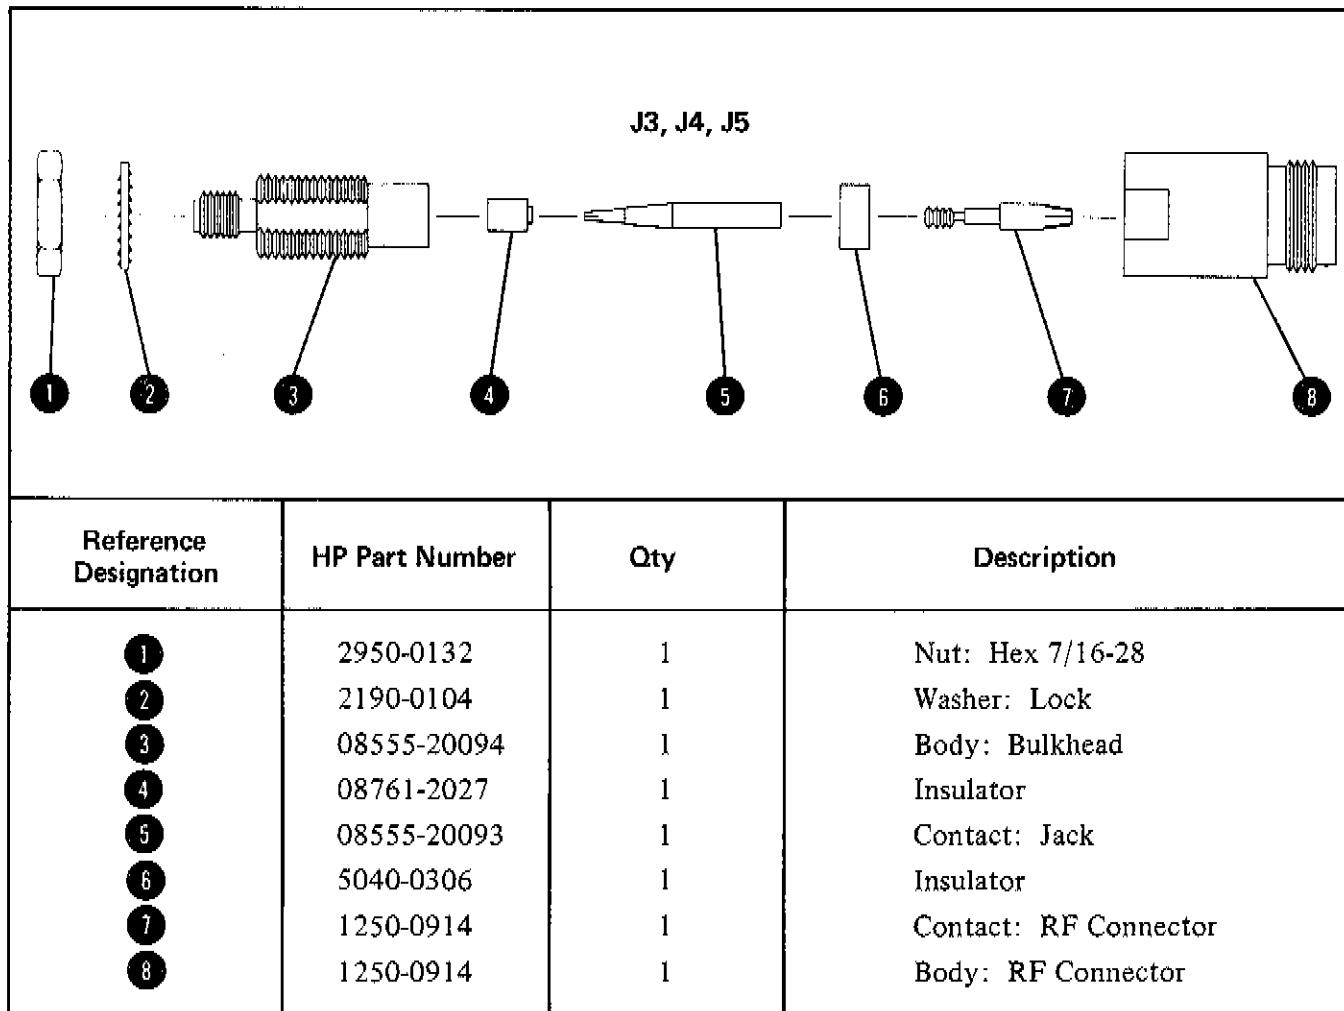 J3, J4, J5
1 2 3 4 5 6 7 8
Reference Designation HP Part Number Qty Description
1 2950-0132 1 Nut: Hex 7/16-28
2 2190-0104 1 Washer: Lock
3 08555-20094 1 Body: Bulkhead
4 08761-2027 1 Insulator
5 08555-20093 1 Contact: Jack
6 5040-0306 1 Insulator
7 1250-0914 1 Contact: RF Connector
8 1250-0914 1 Body: RF Connector